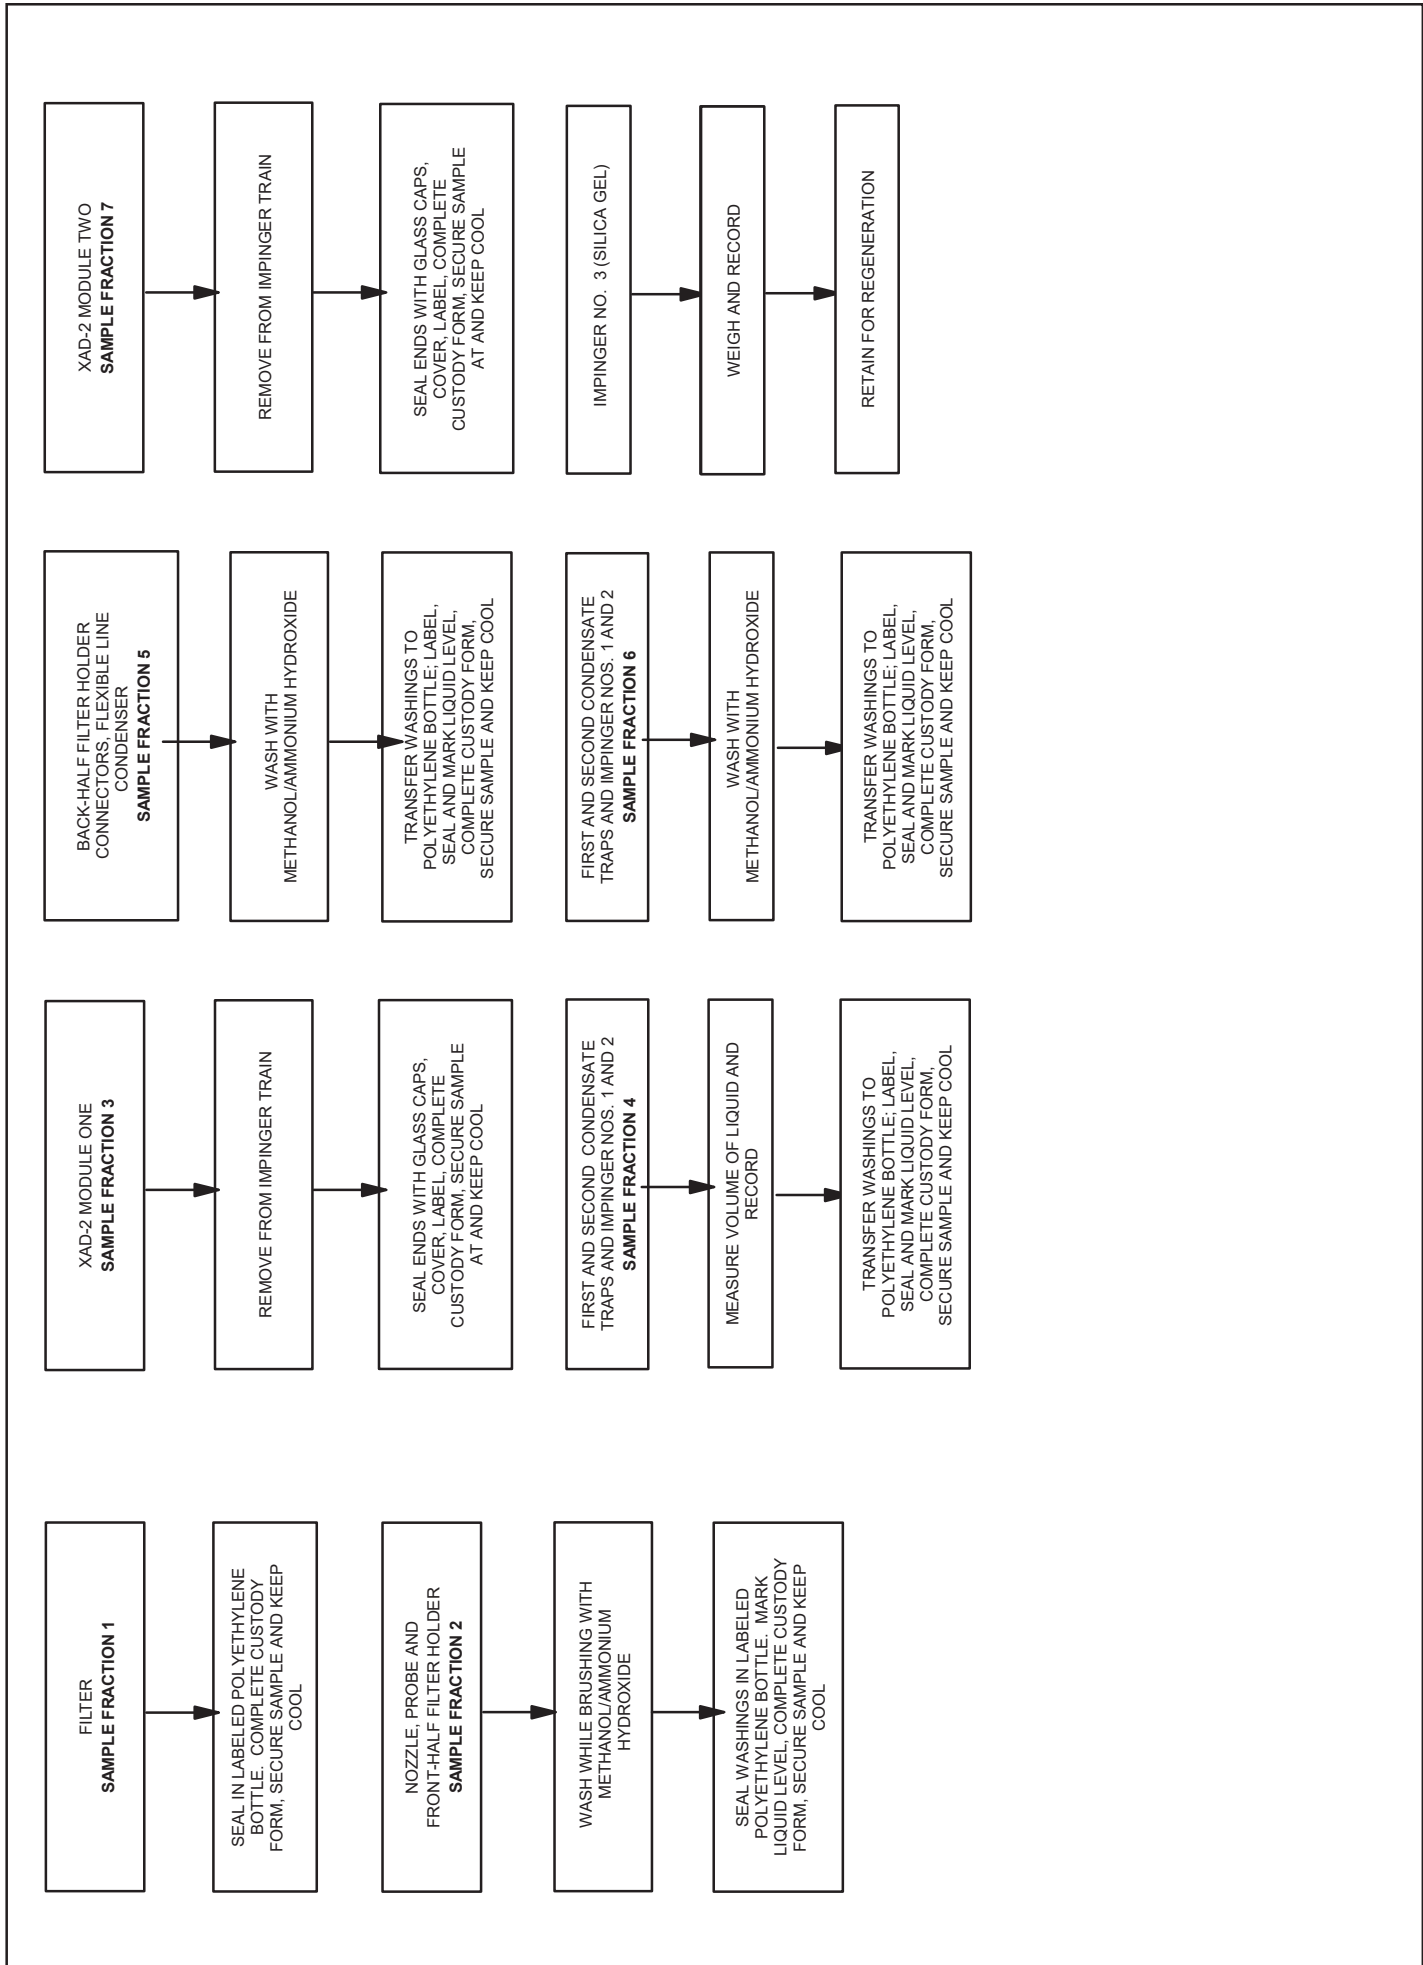 FILTER
SAMPLE FRACTION 1
SEAL IN LABELED POLYETHYLENE
BOTTLE. COMPLETE CUSTODY
FORM, SECURE SAMPLE AND KEEP
COOL
NOZZLE, PROBE AND
FRONT-HALF FILTER HOLDER
SAMPLE FRACTION 2
WASH WHILE BRUSHING WITH
METHANOL/AMMONIUM
HYDROXIDE
SEAL WASHINGS IN LABELED
POLYETHYLENE BOTTLE. MARK
LIQUID LEVEL, COMPLETE CUSTODY
FORM, SECURE SAMPLE AND KEEP
COOL
XAD-2 MODULE ONE
SAMPLE FRACTION 3
REMOVE FROM IMPINGER TRAIN
SEAL ENDS WITH GLASS CAPS,
COVER, LABEL, COMPLETE
CUSTODY FORM, SECURE SAMPLE
AT AND KEEP COOL
FIRST AND SECOND CONDENSATE
TRAPS AND IMPINGER NOS. 1 AND 2
SAMPLE FRACTION 4
MEASURE VOLUME OF LIQUID AND
RECORD
TRANSFER WASHINGS TO
POLYETHYLENE BOTTLE; LABEL,
SEAL AND MARK LIQUID LEVEL,
COMPLETE CUSTODY FORM,
SECURE SAMPLE AND KEEP COOL
BACK-HALF FILTER HOLDER
CONNECTORS, FLEXIBLE LINE
CONDENSER
SAMPLE FRACTION 5
WASH WITH
METHANOL/AMMONIUM HYDROXIDE
TRANSFER WASHINGS TO
POLYETHYLENE BOTTLE; LABEL,
SEAL AND MARK LIQUID LEVEL,
COMPLETE CUSTODY FORM,
SECURE SAMPLE AND KEEP COOL
FIRST AND SECOND CONDENSATE
TRAPS AND IMPINGER NOS. 1 AND 2
SAMPLE FRACTION 6
WASH WITH
METHANOL/AMMONIUM HYDROXIDE
TRANSFER WASHINGS TO
POLYETHYLENE BOTTLE; LABEL,
SEAL AND MARK LIQUID LEVEL,
COMPLETE CUSTODY FORM,
SECURE SAMPLE AND KEEP COOL
XAD-2 MODULE TWO
SAMPLE FRACTION 7
REMOVE FROM IMPINGER TRAIN
SEAL ENDS WITH GLASS CAPS,
COVER, LABEL, COMPLETE
CUSTODY FORM, SECURE SAMPLE
AT AND KEEP COOL
IMPINGER NO. 3 (SILICA GEL)
WEIGH AND RECORD
RETAIN FOR REGENERATION